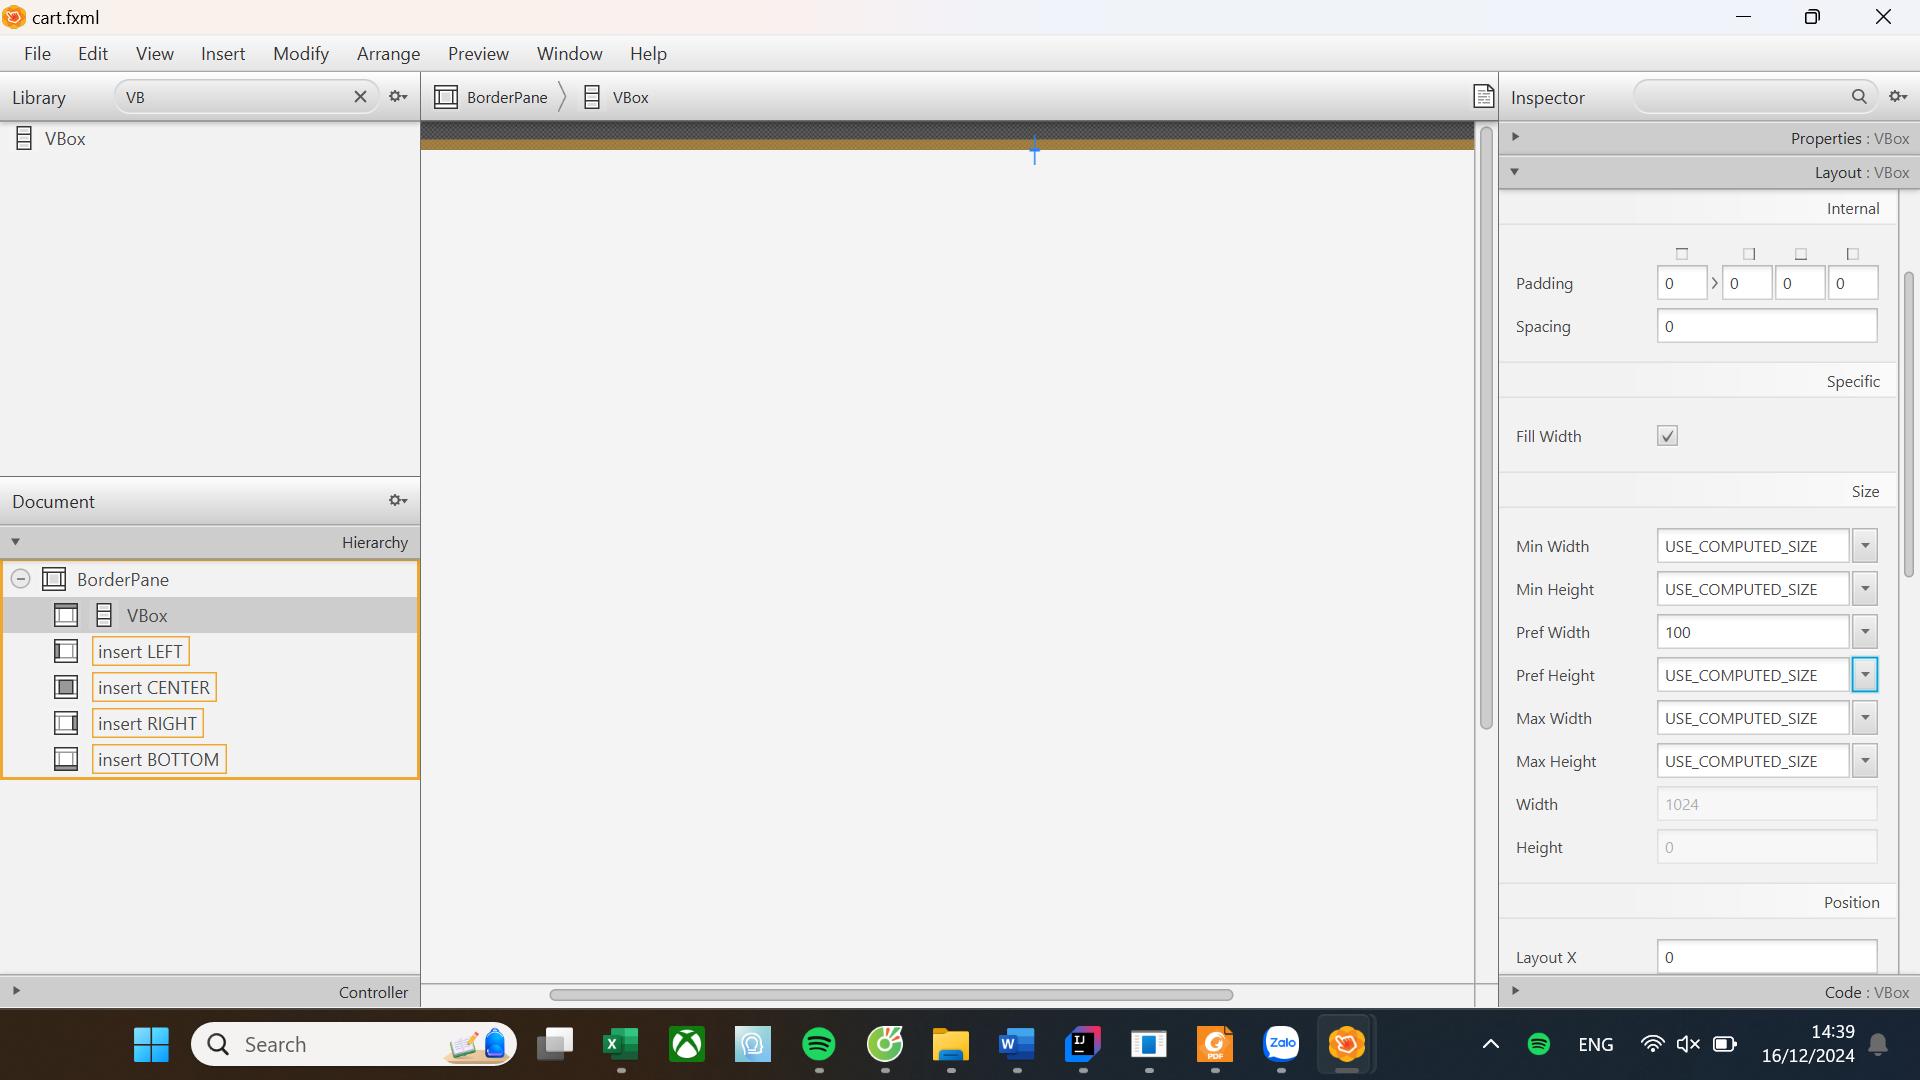 cart.fxml
File Edit View Insert Modify Arrange Preview Window Help
Library VB
VBox
Document
Hierarchy
BorderPane
VBox
insert LEFT
insert CENTER
insert RIGHT
insert BOTTOM
Controller
BorderPane VBox
Inspector
Properties : VBox
Layout : VBox
Internal
Padding 0 0 0 0
Spacing 0
Specific
Fill Width
Size
Min Width USE_COMPUTED_SIZE
Min Height USE_COMPUTED_SIZE
Pref Width 100
Pref Height USE_COMPUTED_SIZE
Max Width USE_COMPUTED_SIZE
Max Height USE_COMPUTED_SIZE
Width 1024
Height 0
Position
Layout X 0
Code : VBox
Search
X
W
IJ
PDF
Zalo
ENG
14:39
16/12/2024